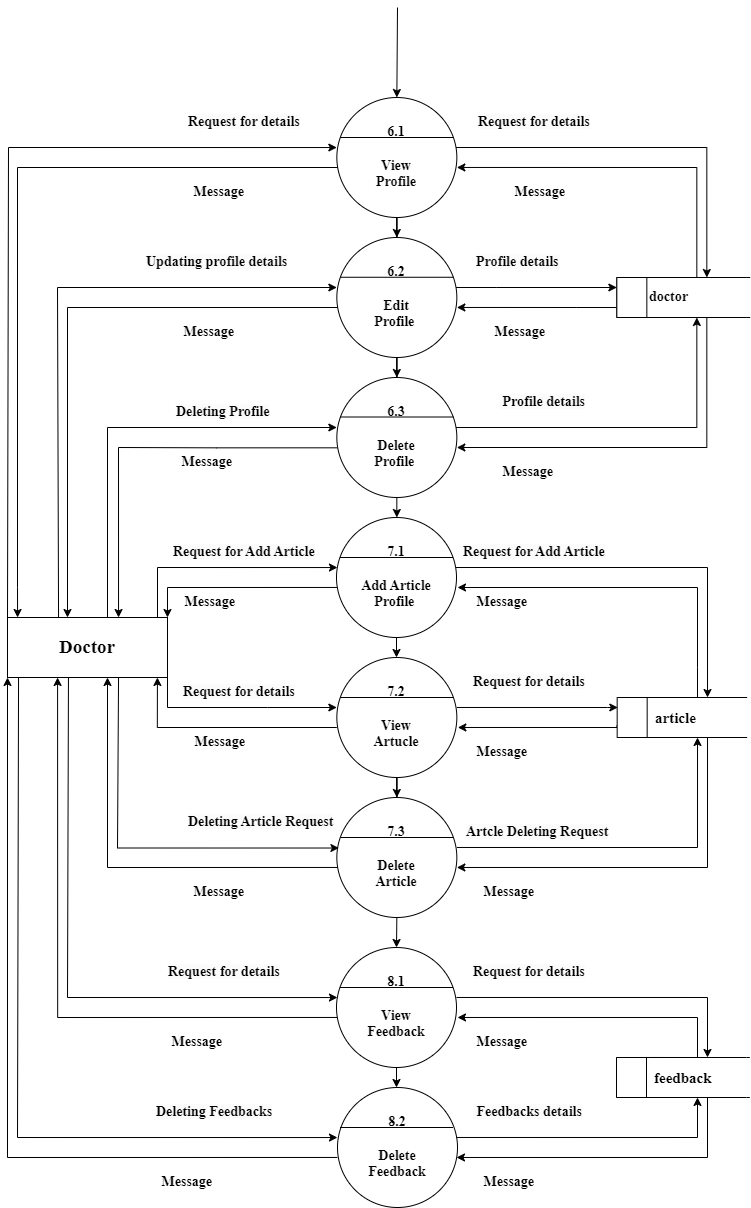 Request for details
Request for details
6.1
View
Profile
Message
Message
Updating profile details
Profile details
6.2
Edit
Profile
doctor
Message
Message
Deleting Profile
Profile details
6.3
Delete
Profile
Message
Message
Request for Add Article
7.1
Request for Add Article
Add Article
Profile
Message
Message
Doctor
Request for details
7.2
Request for details
View
Artucle
article
Message
Message
Deleting Article Request
7.3
Artcle Deleting Request
Delete
Article
Message
Message
Request for details
8.1
Request for details
View
Feedback
Message
Message
feedback
Deleting Feedbacks
8.2
Feedbacks details
Delete
Feedback
Message
Message